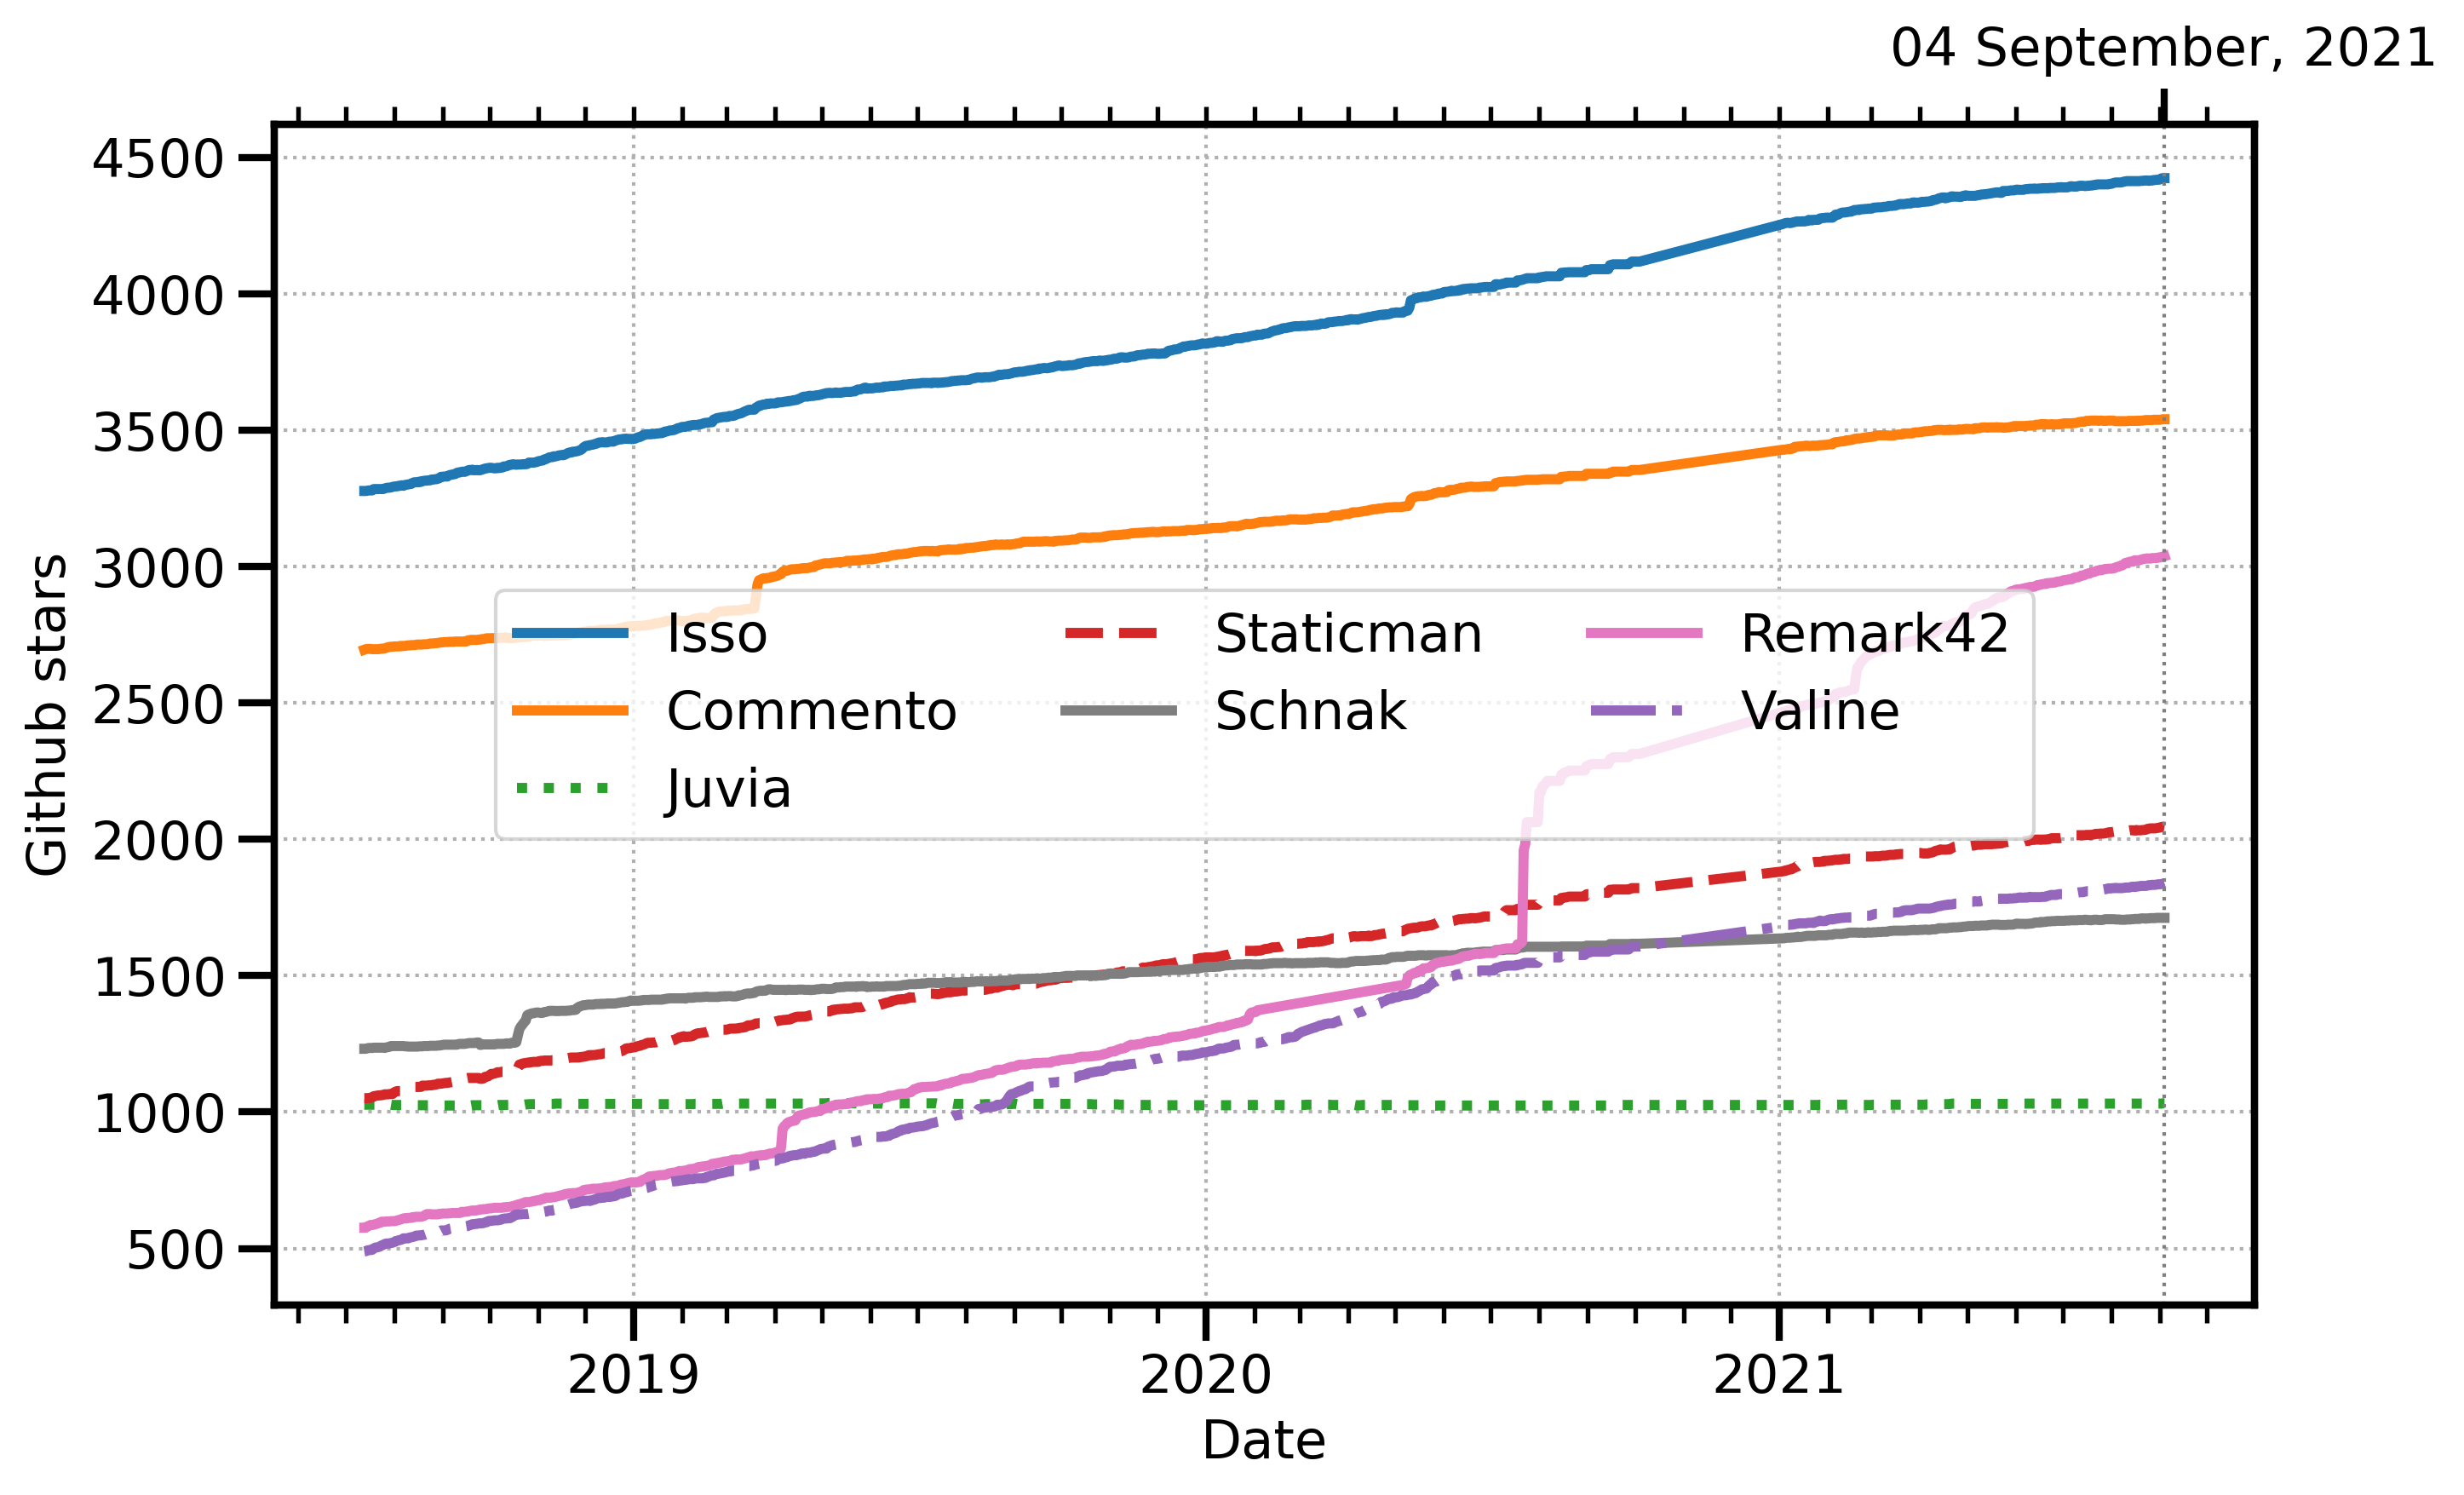 04 September, 2021
4500
4000
3500
3000
2500
2000
1500
1000
500
Github stars
Isso
Commento
Juvia
Staticman
Schnak
Remark42
Valine
2019
2020
2021
Date